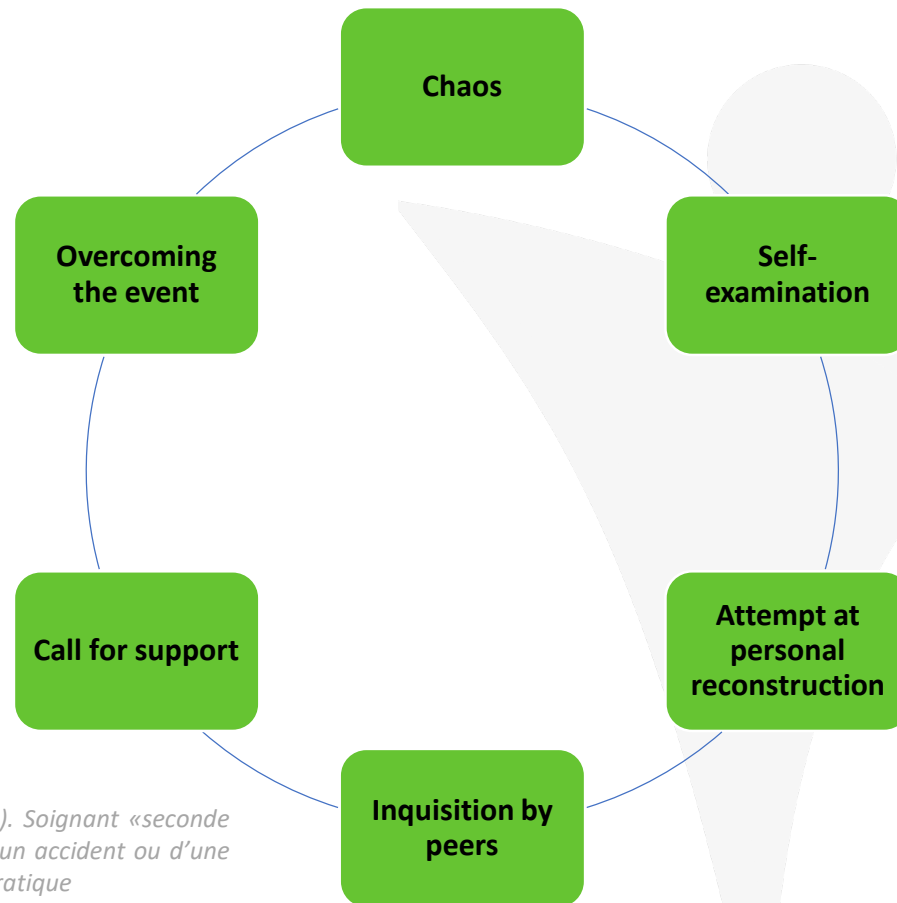 Chaos
Self-
examination
Attempt at
personal
reconstruction
Inquisition by
peers
Call for support
Overcoming
the event
). Soignant «seconde
un accident ou d’une
ratique